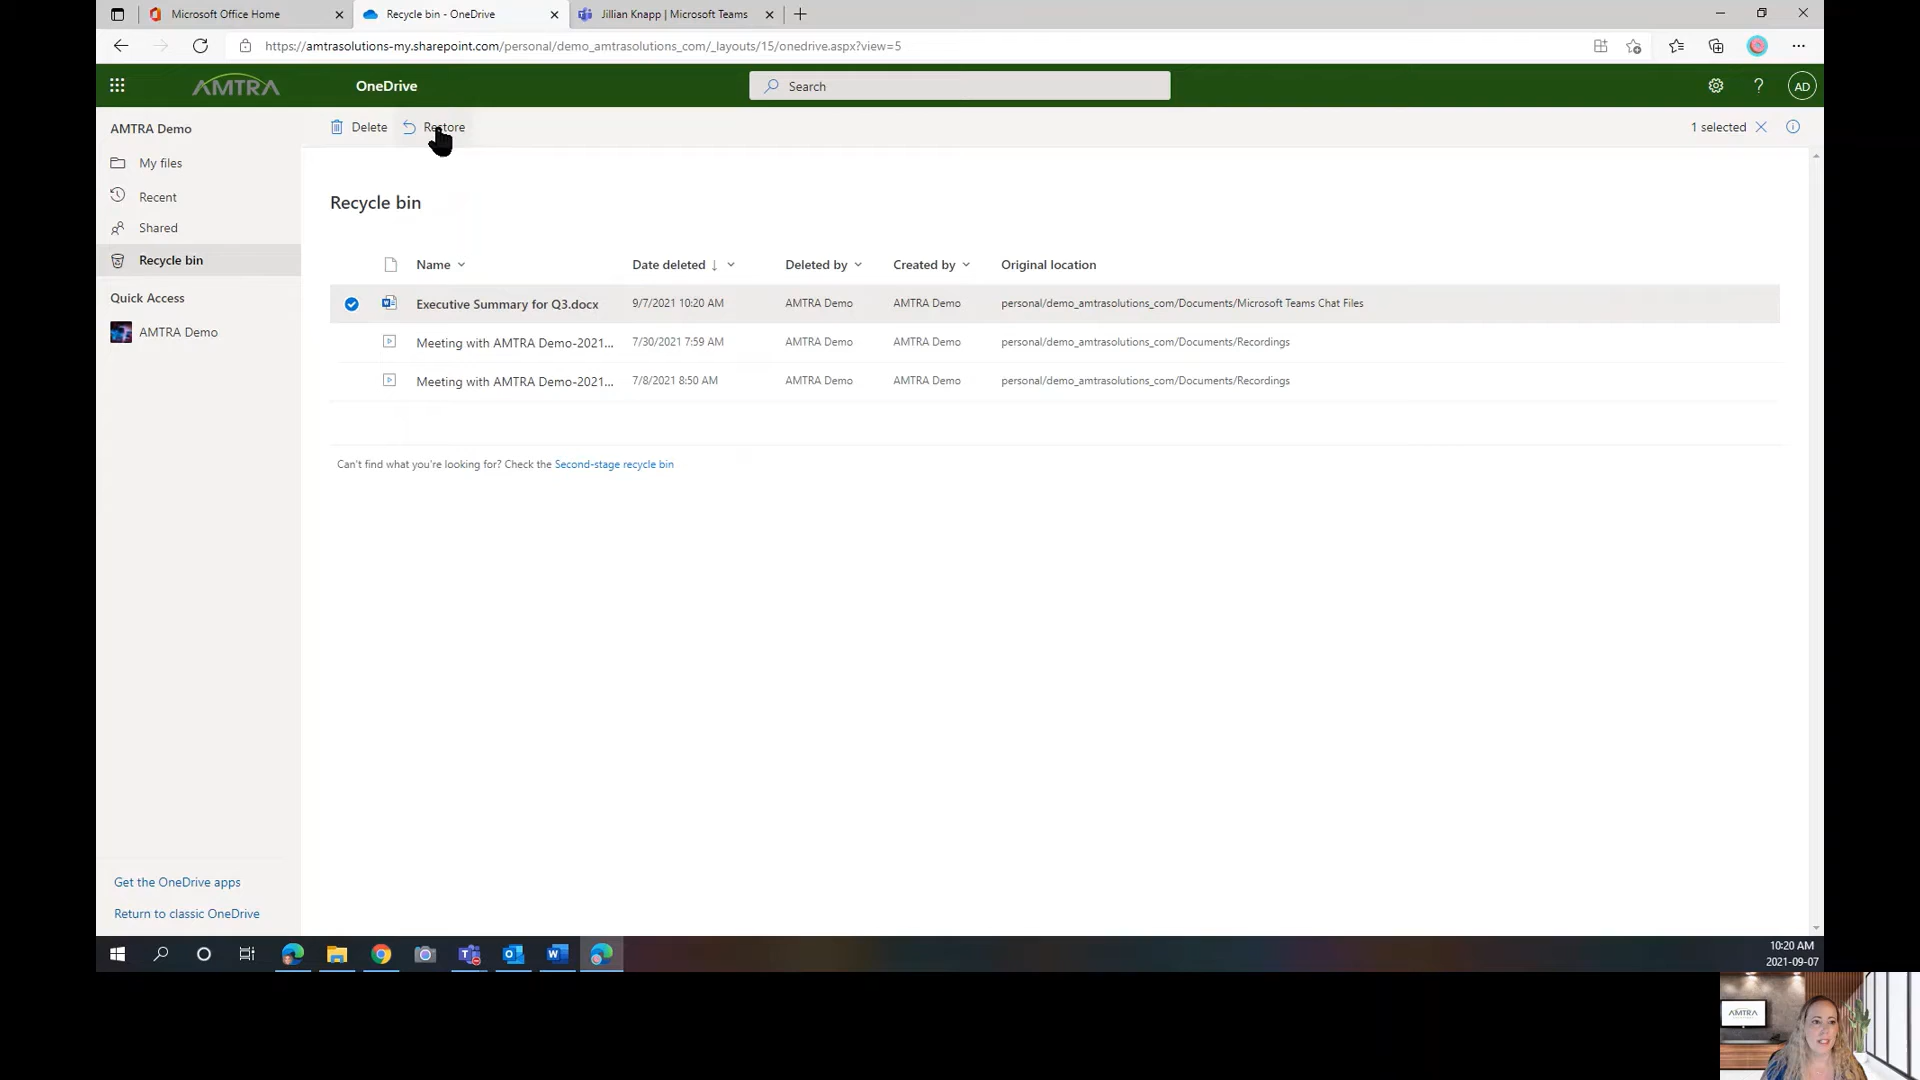 Microsoft Office Home
Recycle bin - OneDrive
Jillian Knapp | Microsoft Teams
https://amtrasolutions-my.sharepoint.com/personal/demo_amtrasolutions_com/_layouts/15/onedrive.aspx?view=5
AMTRA
OneDrive
Search
?
AD
AMTRA Demo
Delete
Restore
1 selected
My files
Recent
Shared
Recycle bin
Quick Access
AMTRA Demo
Recycle bin
Name
Date deleted ↓
Deleted by
Created by
Original location
Executive Summary for Q3.docx 9/7/2021 10:20 AM AMTRA Demo AMTRA Demo personal/demo_amtrasolutions_com/Documents/Microsoft Teams Chat Files
Meeting with AMTRA Demo-2021... 7/30/2021 7:59 AM AMTRA Demo AMTRA Demo personal/demo_amtrasolutions_com/Documents/Recordings
Meeting with AMTRA Demo-2021... 7/8/2021 8:50 AM AMTRA Demo AMTRA Demo personal/demo_amtrasolutions_com/Documents/Recordings
Can't find what you're looking for? Check the Second-stage recycle bin
Get the OneDrive apps
Return to classic OneDrive
10:20 AM
2021-09-07
AMTRA